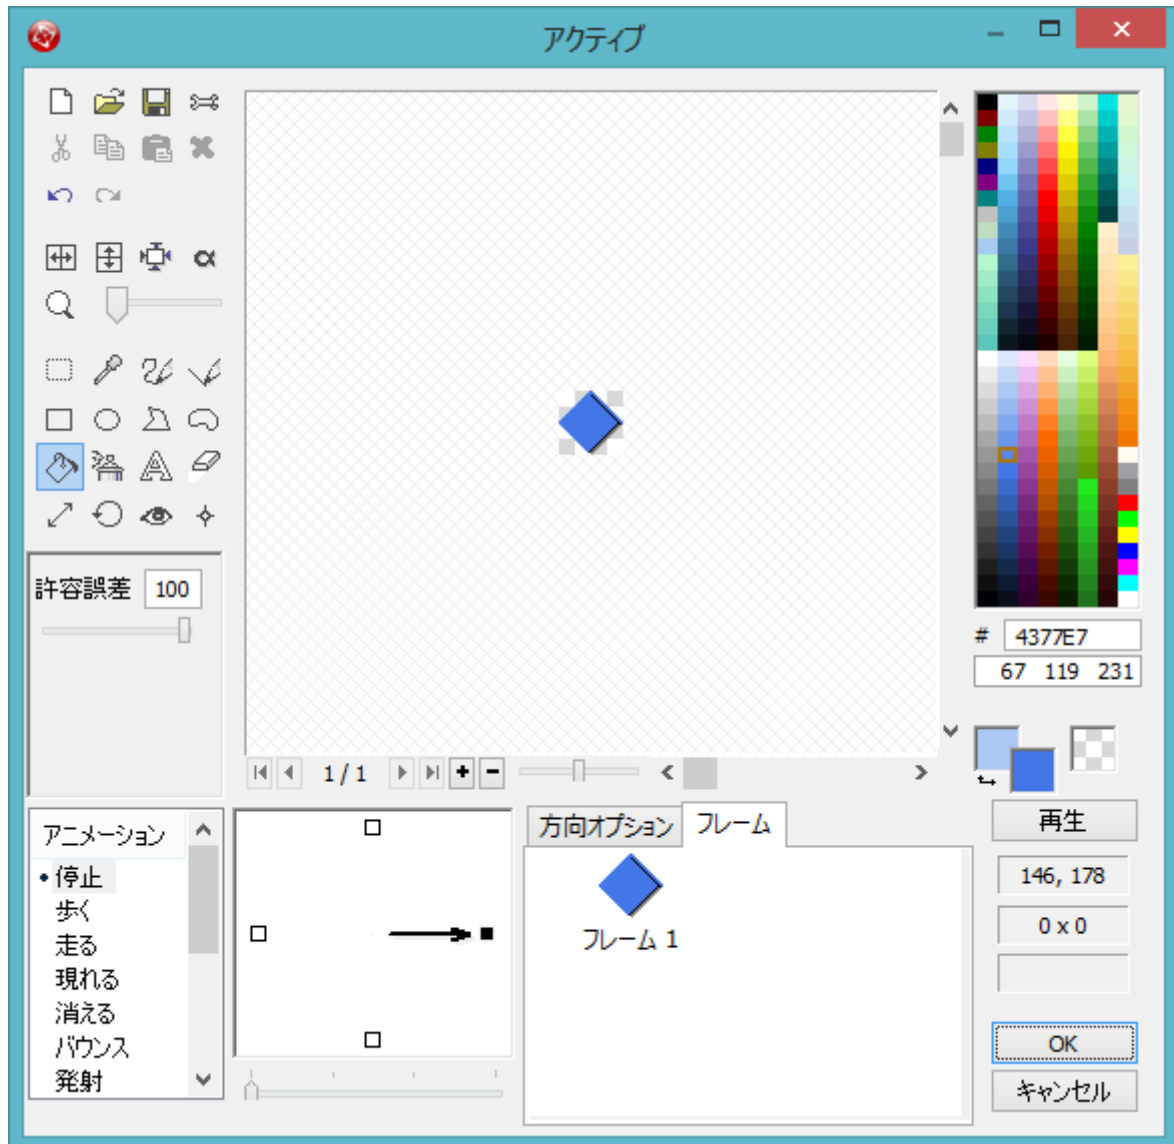 アクティブ
α
許容誤差 100
# 4377E7
67 119 231
1 / 1
アニメーション
停止
歩く
走る
現れる
消える
バウンス
発射
方向オプション フレーム
フレーム 1
再生
146, 178
0 x 0
OK
キャンセル